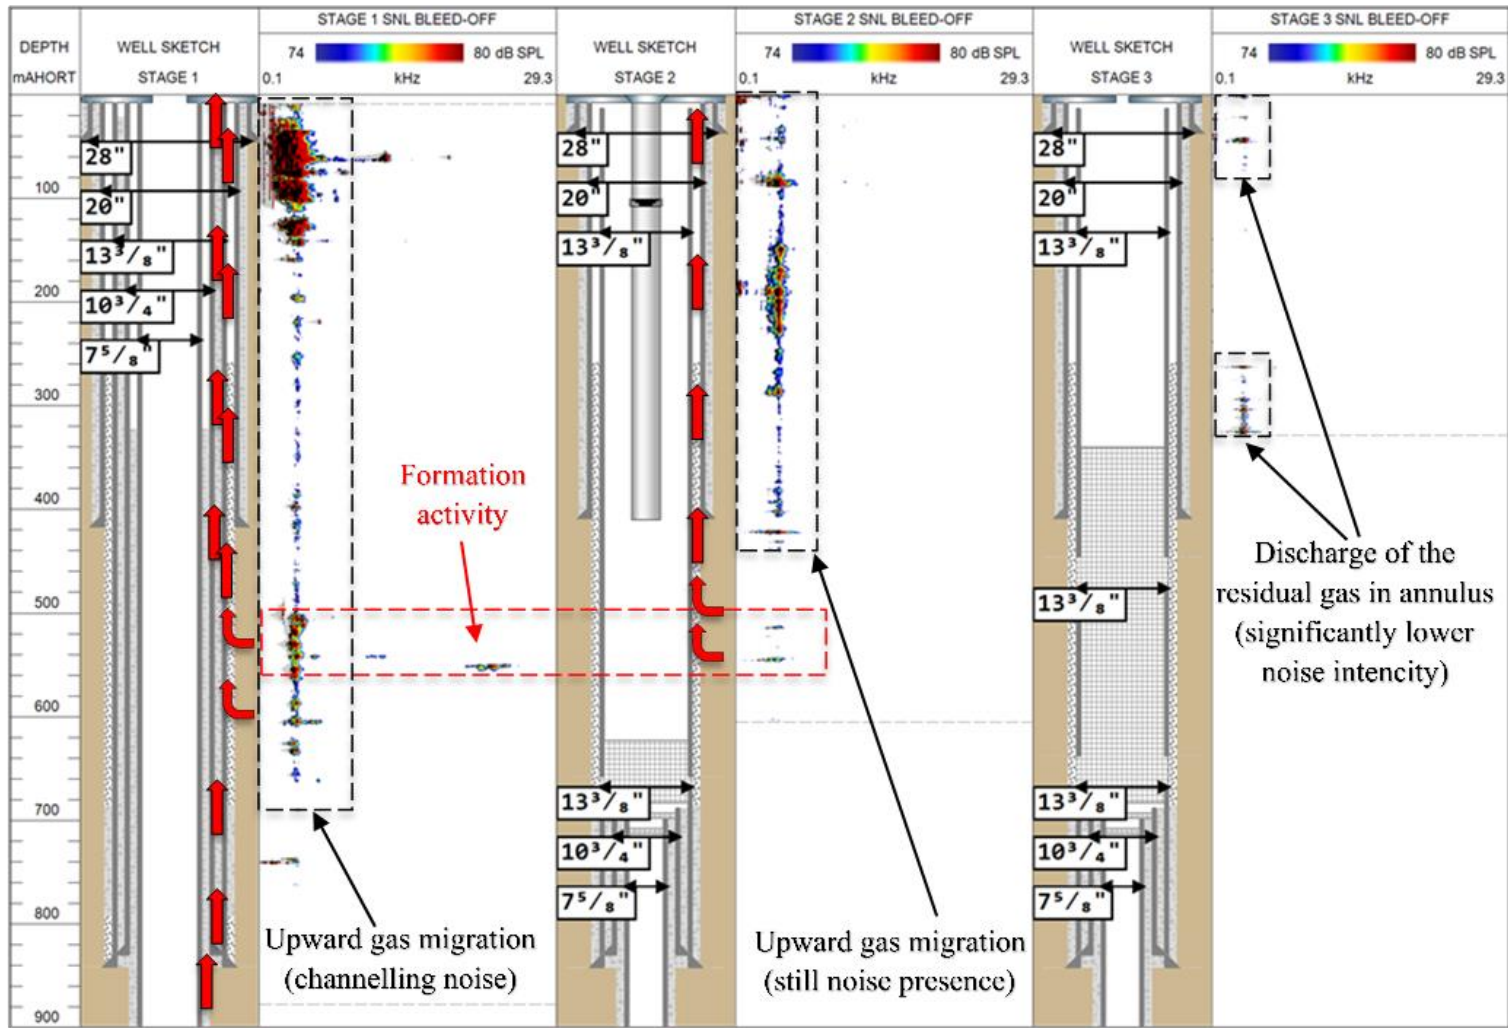 STAGE 1 SNL BLEED-OFF
STAGE 2 SNL BLEED-OFF
STAGE 3 SNL BLEED-OFF
DEPTH
WELL SKETCH
74
80 dB SPL
WELL SKETCH
74
80 dB SPL
WELL SKETCH
74
80 dB SPL
mAHORT
STAGE 1
0.1
kHz
29.3
STAGE 2
0.1
kHz
29.3
STAGE 3
0.1
kHz
29.3
100
200
300
400
500
600
700
800
900
28"
20"
13³/₈"
10³/₄"
7⁵/₈"
28"
20"
13³/₈"
13³/₈"
10³/₄"
7⁵/₈"
28"
20"
13³/₈"
13³/₈"
13³/₈"
10³/₄"
7⁵/₈"
Formation
activity
Upward gas migration
(channelling noise)
Upward gas migration
(still noise presence)
Discharge of the
residual gas in annulus
(significantly lower
noise intencity)